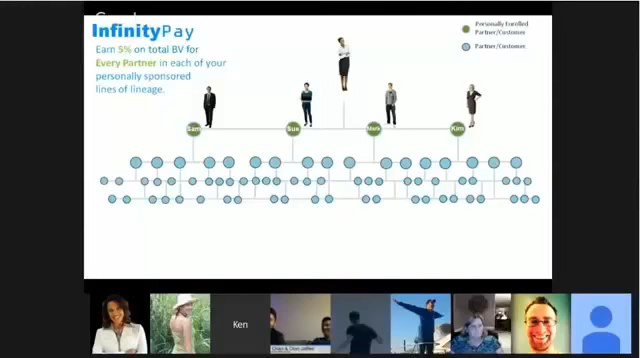 InfinityPay
Earn 5% on total BV for
Every Partner in each of your
personally sponsored
lines of lineage.
Personally Enrolled
Partner/Customer
Partner/Customer
Sam
Sue
Kim
Ken